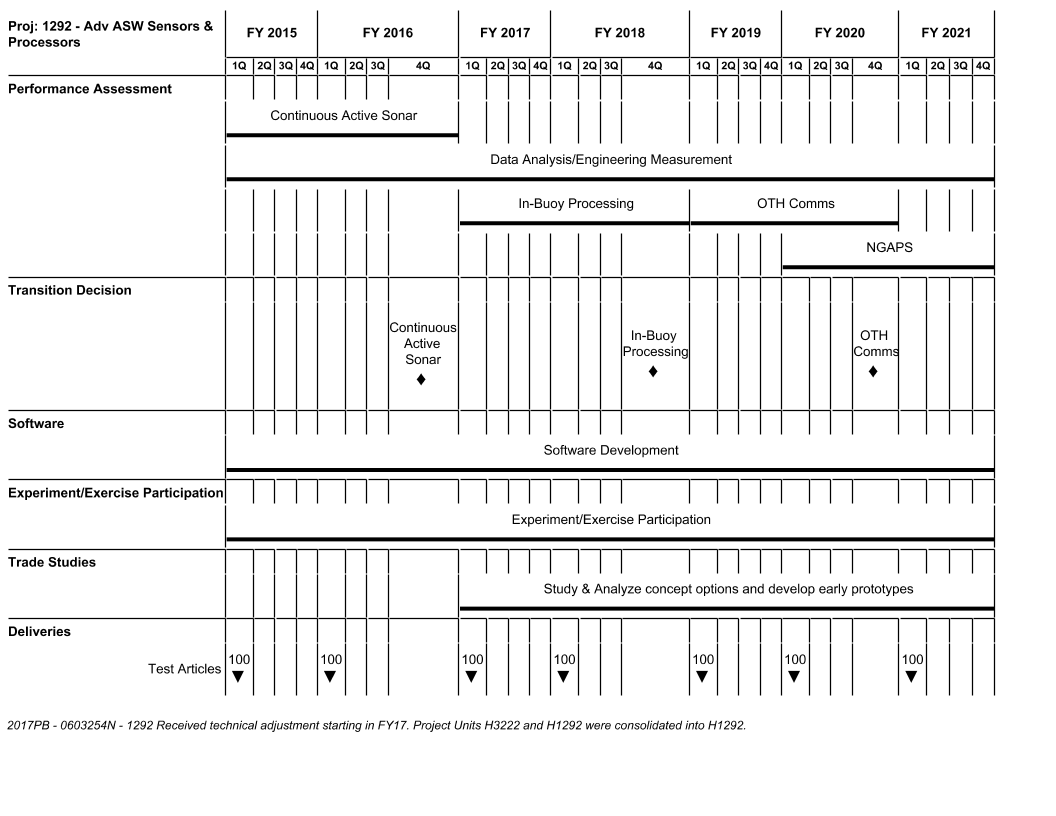 Proj: 1292 - Adv ASW Sensors &
Processors
FY 2015 FY 2016 FY 2017 FY 2018 FY 2019 FY 2020 FY 2021
1Q 2Q 3Q 4Q 1Q 2Q 3Q 4Q 1Q 2Q 3Q 4Q 1Q 2Q 3Q 4Q 1Q 2Q 3Q 4Q 1Q 2Q 3Q 4Q 1Q 2Q 3Q 4Q
Performance Assessment
Continuous Active Sonar
Data Analysis/Engineering Measurement
In-Buoy Processing OTH Comms
NGAPS
Transition Decision
Continuous
Active
Sonar
In-Buoy
Processing
OTH
Comms
Software
Software Development
Experiment/Exercise Participation
Experiment/Exercise Participation
Trade Studies
Study & Analyze concept options and develop early prototypes
Deliveries
Test Articles 100 100 100 100 100 100 100
2017PB - 0603254N - 1292 Received technical adjustment starting in FY17. Project Units H3222 and H1292 were consolidated into H1292.